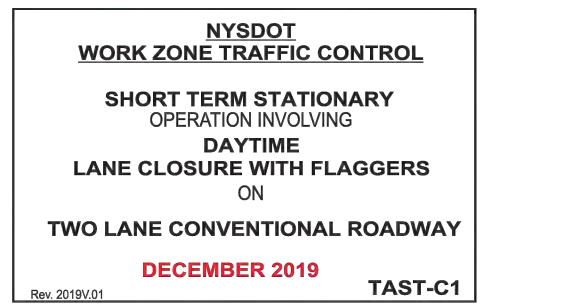 NYSDOT
WORK ZONE TRAFFIC CONTROL
SHORT TERM STATIONARY
OPERATION INVOLVING
DAYTIME
LANE CLOSURE WITH FLAGGERS
ON
TWO LANE CONVENTIONAL ROADWAY
DECEMBER 2019
Rev. 2019V.01
TAST-C1